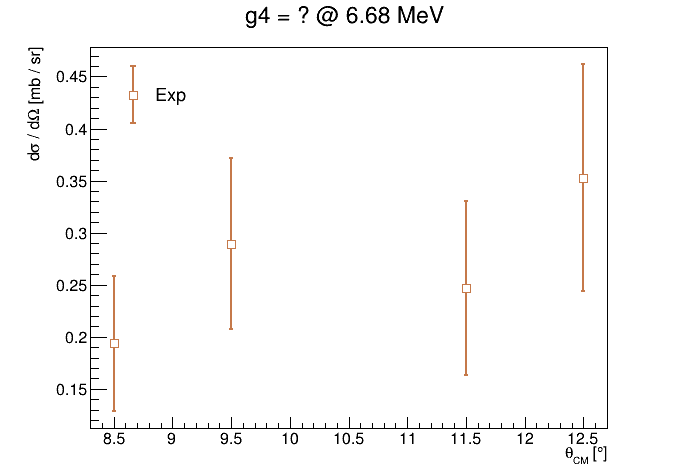 g4 = ? @ 6.68 MeV
dσ / dΩ [mb / sr]
0.45
0.4
0.35
0.3
0.25
0.2
0.15
Exp
8.5 9 9.5 10 10.5 11 11.5 12 12.5
θCM [°]